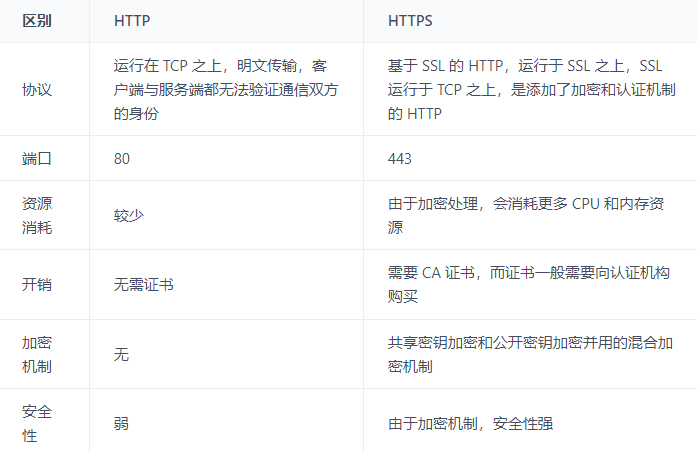 区别 HTTP HTTPS
协议
运行在 TCP 之上，明文传输，客
户端与服务端都无法验证通信双方
的身份
基于 SSL 的 HTTP，运行于 SSL 之上，SSL
运行于 TCP 之上，是添加了加密和认证机制
的 HTTP
端口 80 443
资源
消耗
较少
由于加密处理，会消耗更多 CPU 和内存资
源
开销 无需证书
需要 CA 证书，而证书一般需要向认证机构
购买
加密
机制
无
共享密钥加密和公开密钥加密并用的混合加
密机制
安全
性
弱
由于加密机制，安全性强